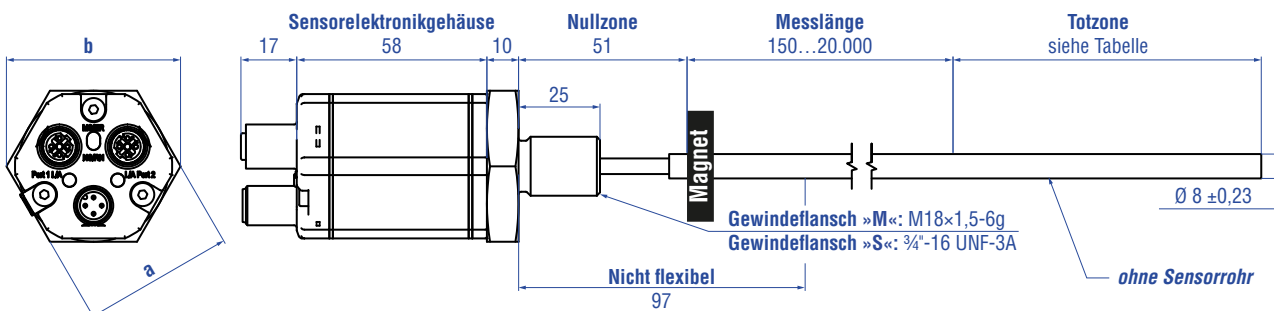 Sensorelektronikgehäuse
Nullzone
Messlänge
Totzone
b
17
58
10
51
150…20.000
siehe Tabelle
25
Magnet
Port 1 L/A
L/A Port 2
Ø 8 ±0,23
Gewindeflansch »M«: M18×1,5-6g
Gewindeflansch »S«: ¾"-16 UNF-3A
a
Nicht flexibel
97
ohne Sensorrohr